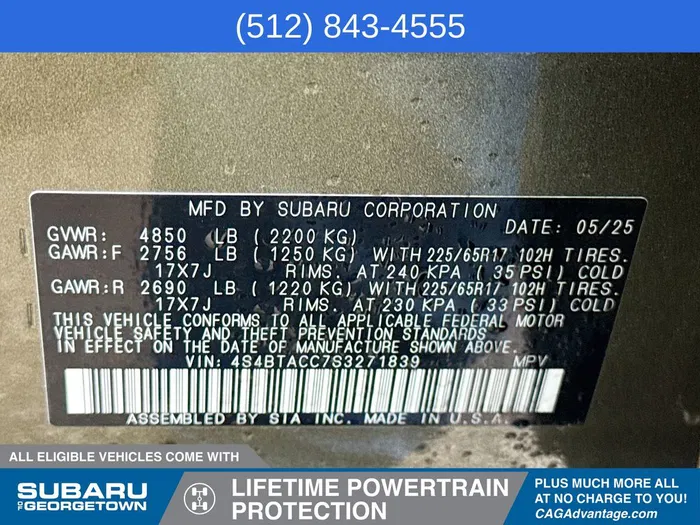 (512) 843-4555
MFD BY SUBARU CORPORATION
GVWR: 4850 LB (2200 KG) DATE: 05/25
GAWR:F 2756 LB (1250 KG) WITH 225/65R17 102H TIRES.
17X7J RIMS. AT 240 KPA (35 PSI) COLD
GAWR:R 2690 LB (1220 KG) WITH 225/65R17 102H TIRES.
17X7J RIMS. AT 230 KPA (33 PSI) COLD
THIS VEHICLE CONFORMS TO ALL APPLICABLE FEDERAL MOTOR
VEHICLE SAFETY AND THEFT PREVENTION STANDARDS
IN EFFECT ON THE DATE OF MANUFACTURE SHOWN ABOVE.
VIN: 4S4BTACC7S3271839 MPV
ASSEMBLED BY SIA INC. MADE IN U.S.A.
ALL ELIGIBLE VEHICLES COME WITH
SUBARU
OF GEORGETOWN
LIFETIME POWERTRAIN
PROTECTION
PLUS MUCH MORE ALL
AT NO CHARGE TO YOU!
CAGAdvantage.com